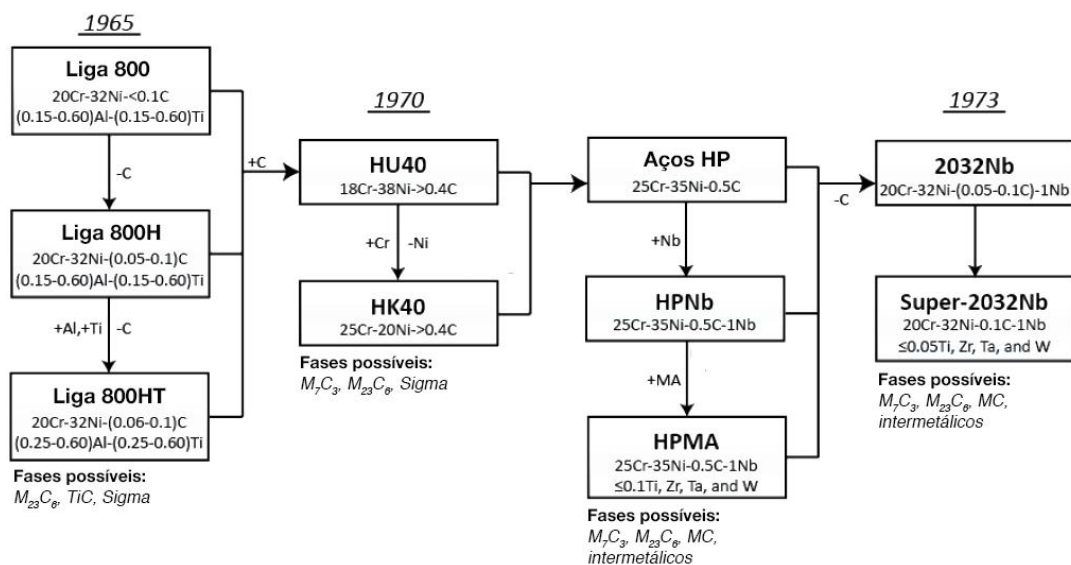 1965
Liga 800
20Cr-32Ni-<0.1C
(0.15-0.60)Al-(0.15-0.60)Ti
-C
Liga 800H
20Cr-32Ni-(0.05-0.1)C
(0.15-0.60)Al-(0.15-0.60)Ti
+Al,+Ti
-C
Liga 800HT
20Cr-32Ni-(0.06-0.1)C
(0.25-0.60)Al-(0.25-0.60)Ti
Fases possíveis:
M₂₃C₆, TiC, Sigma
+C
1970
HU40
18Cr-38Ni->0.4C
+Cr
-Ni
HK40
25Cr-20Ni->0.4C
Fases possíveis:
M₇C₃, M₂₃C₆, Sigma
Aços HP
25Cr-35Ni-0.5C
+Nb
HPNb
25Cr-35Ni-0.5C-1Nb
+MA
HPMA
25Cr-35Ni-0.5C-1Nb
≤0.1Ti, Zr, Ta, and W
Fases possíveis:
M₇C₃, M₂₃C₆, MC,
intermetálicos
-C
1973
2032Nb
20Cr-32Ni-(0.05-0.1C)-1Nb
Super-2032Nb
20Cr-32Ni-0.1C-1Nb
≤0.05Ti, Zr, Ta, and W
Fases possíveis:
M₇C₃, M₂₃C₆, MC,
intermetálicos